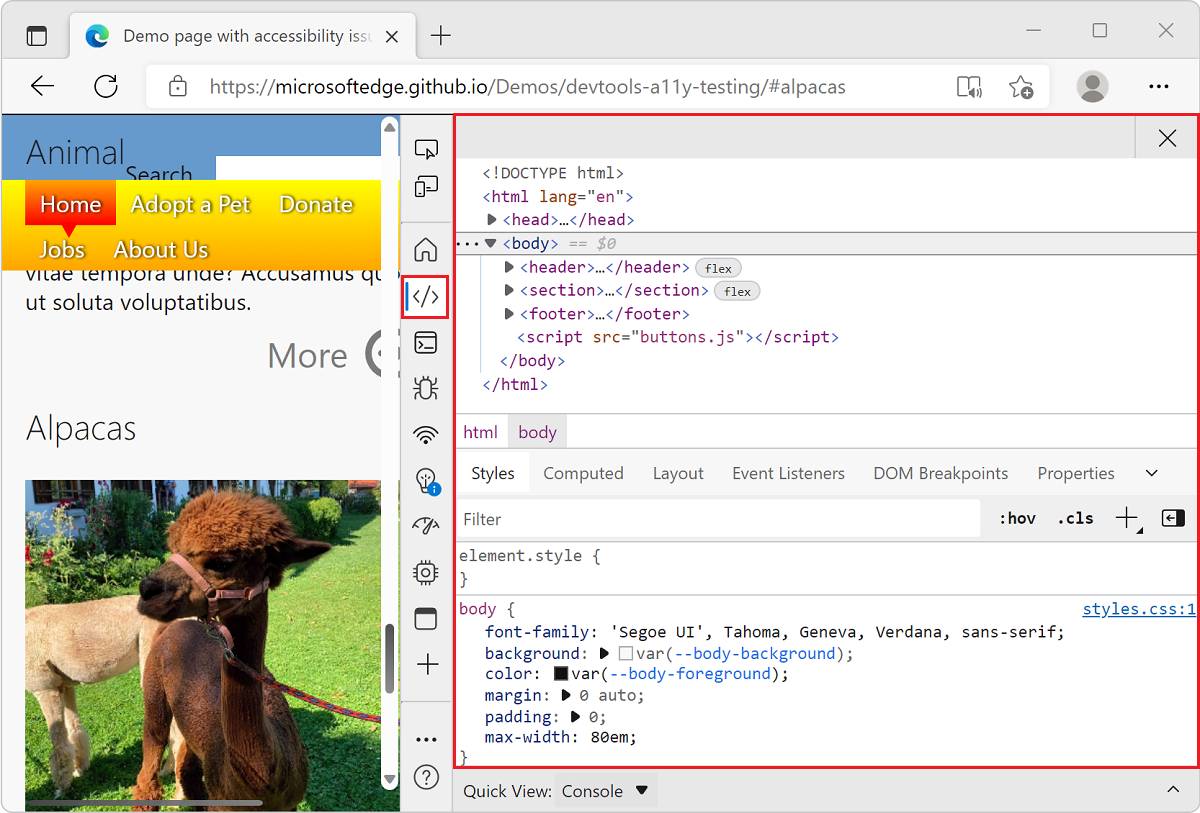 Demo page with accessibility iss
https://microsoftedge.github.io/Demos/devtools-a11y-testing/#alpacas
Animal
Search
Home Adopt a Pet Donate
Jobs About Us
vitae tempora unde? Accusamus qu
ut soluta voluptatibus.
More
Alpacas
<!DOCTYPE html>
<html lang="en">
<head>…</head>
<body> == $0
<header>…</header> flex
<section>…</section> flex
<footer>…</footer>
<script src="buttons.js"></script>
</body>
</html>
html body
Styles Computed Layout Event Listeners DOM Breakpoints Properties
Filter :hov .cls
element.style {
}
body { styles.css:1
font-family: 'Segoe UI', Tahoma, Geneva, Verdana, sans-serif;
background: var(--body-background);
color: var(--body-foreground);
margin: 0 auto;
padding: 0;
max-width: 80em;
}
Quick View: Console